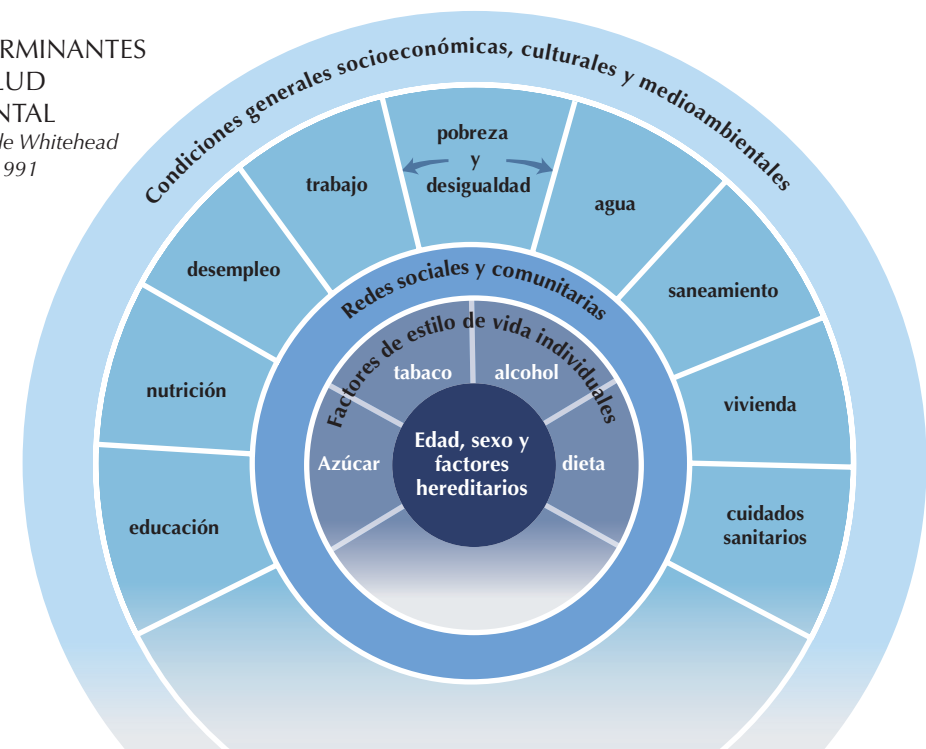 RMINANTES
LUD
NTAL
de Whitehead
991
Condiciones generales socioeconómicas, culturales y medioambientales
pobreza
y
desigualdad
trabajo
agua
desempleo
saneamiento
nutrición
vivienda
educación
cuidados
sanitarios
Redes sociales y comunitarias
Factores de estilo de vida individuales
tabaco
alcohol
Azúcar
dieta
Edad, sexo y
factores
hereditarios